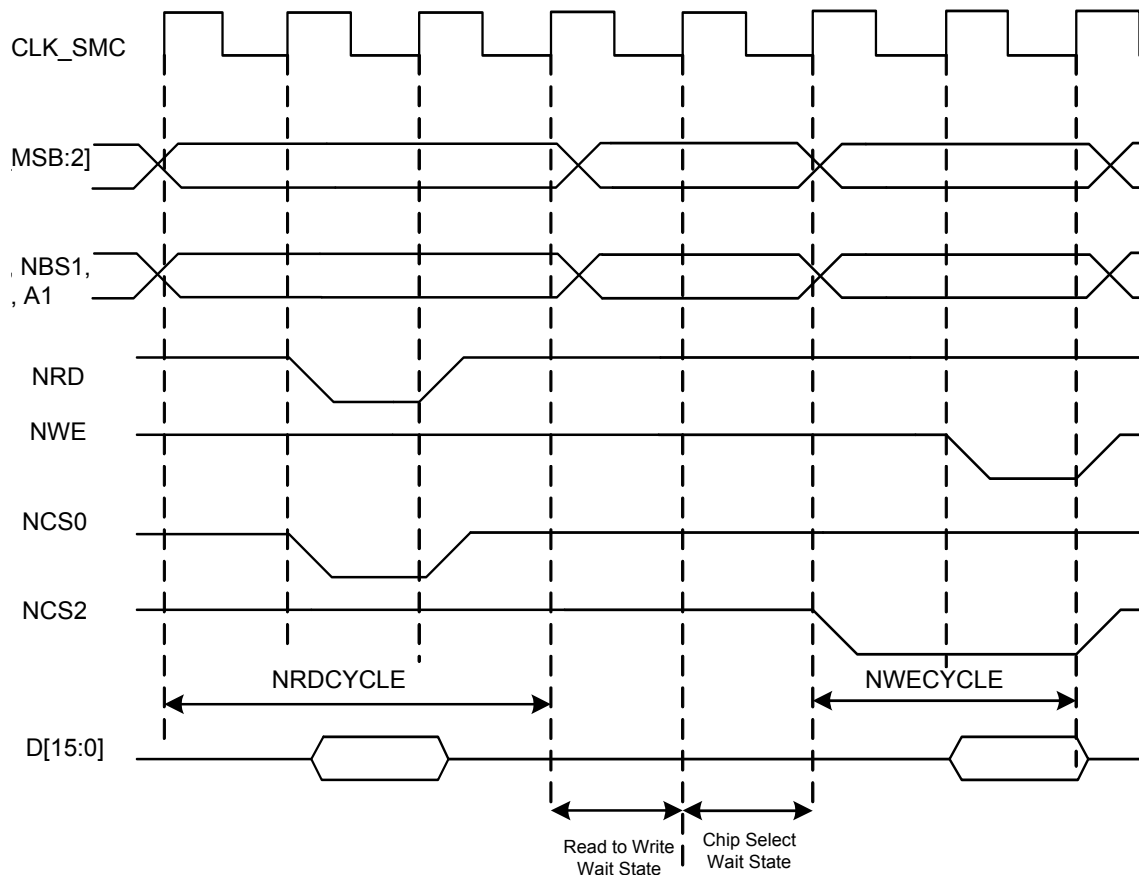 CLK_SMC
MSB:2]
, NBS1,
, A1
NRD
NWE
NCS0
NCS2
NRDCYCLE
NWECYCLE
D[15:0]
Read to Write
Wait State
Chip Select
Wait State